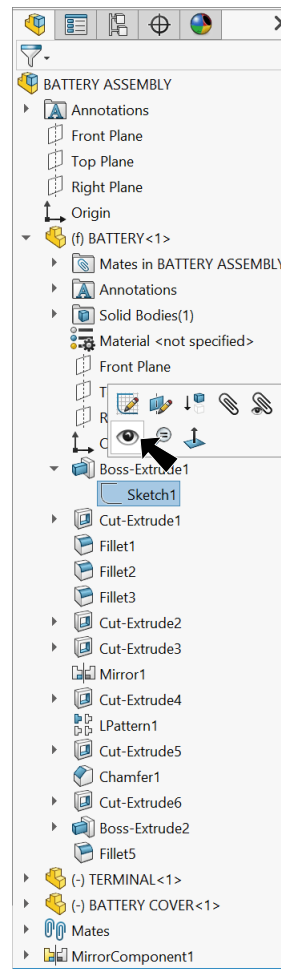 BATTERY ASSEMBLY
Annotations
Front Plane
Top Plane
Right Plane
Origin
(f) BATTERY<1>
Mates in BATTERY ASSEMBLY
Annotations
Solid Bodies(1)
Material <not specified>
Front Plane
T
R
Boss-Extrude1
Sketch1
Cut-Extrude1
Fillet1
Fillet2
Fillet3
Cut-Extrude2
Cut-Extrude3
Mirror1
Cut-Extrude4
LPattern1
Cut-Extrude5
Chamfer1
Cut-Extrude6
Boss-Extrude2
Fillet5
(-) TERMINAL<1>
(-) BATTERY COVER<1>
Mates
MirrorComponent1